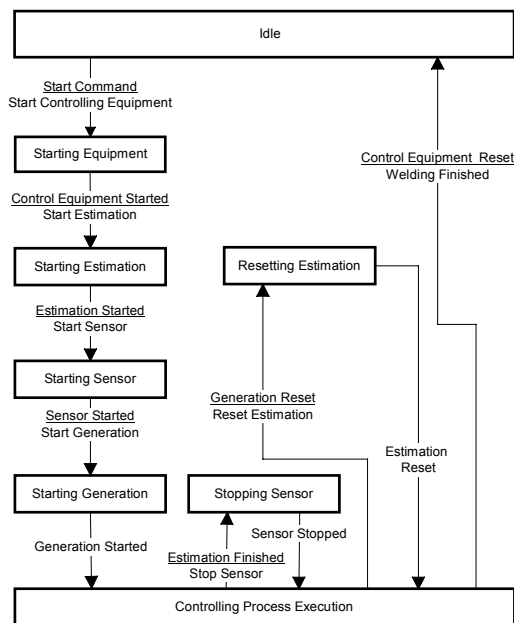 Idle
Start Command
Start Controlling Equipment
Starting Equipment
Control Equipment Started
Start Estimation
Starting Estimation
Estimation Started
Start Sensor
Starting Sensor
Sensor Started
Start Generation
Starting Generation
Generation Started
Stopping Sensor
Estimation Finished
Stop Sensor
Sensor Stopped
Resetting Estimation
Generation Reset
Reset Estimation
Estimation
Reset
Control Equipment Reset
Welding Finished
Controlling Process Execution